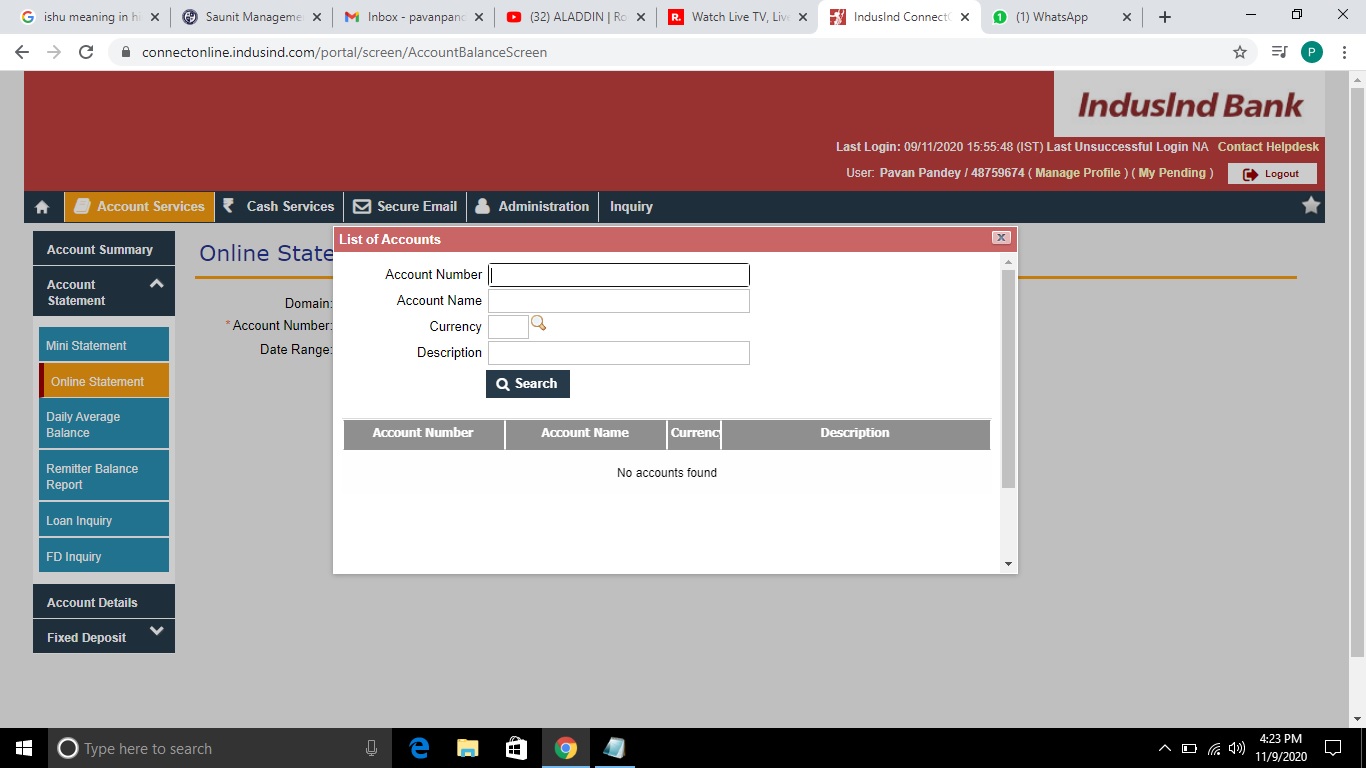 ishu meaning in hi
Saunit Manageme
Inbox - pavanpand
(32) ALADDIN | Ro
Watch Live TV, Live
IndusInd ConnectO
(1) WhatsApp
connectonline.indusind.com/portal/screen/AccountBalanceScreen
P
IndusInd Bank
Last Login: 09/11/2020 15:55:48 (IST) Last Unsuccessful Login NA Contact Helpdesk
User: Pavan Pandey / 48759674 ( Manage Profile ) ( My Pending ) Logout
Account Services
Cash Services
Secure Email
Administration
Inquiry
Account Summary
Account
Statement
Mini Statement
Online Statement
Daily Average
Balance
Remitter Balance
Report
Loan Inquiry
FD Inquiry
Account Details
Fixed Deposit
Online State
Domain:
* Account Number:
Date Range:
List of Accounts
Account Number
Account Name
Currency
Description
Search
Account Number Account Name Currenc Description
No accounts found
Type here to search
4:23 PM
11/9/2020